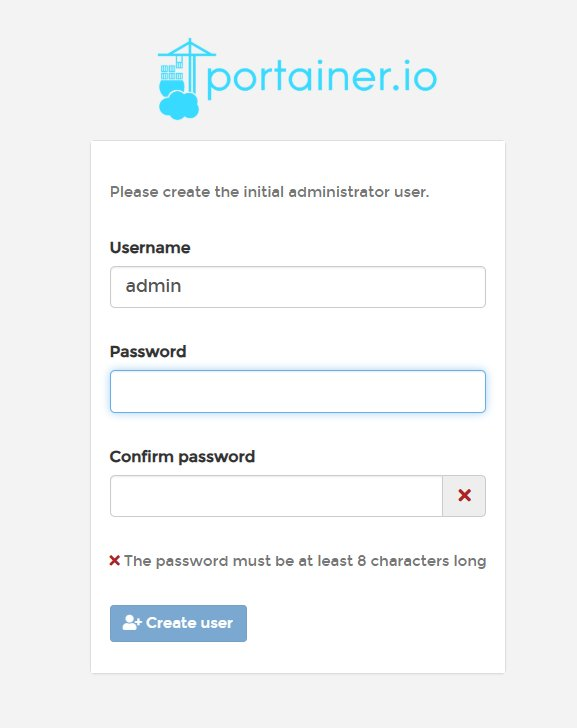 portainer.io
Please create the initial administrator user.
Username
admin
Password
Confirm password
The password must be at least 8 characters long
Create user